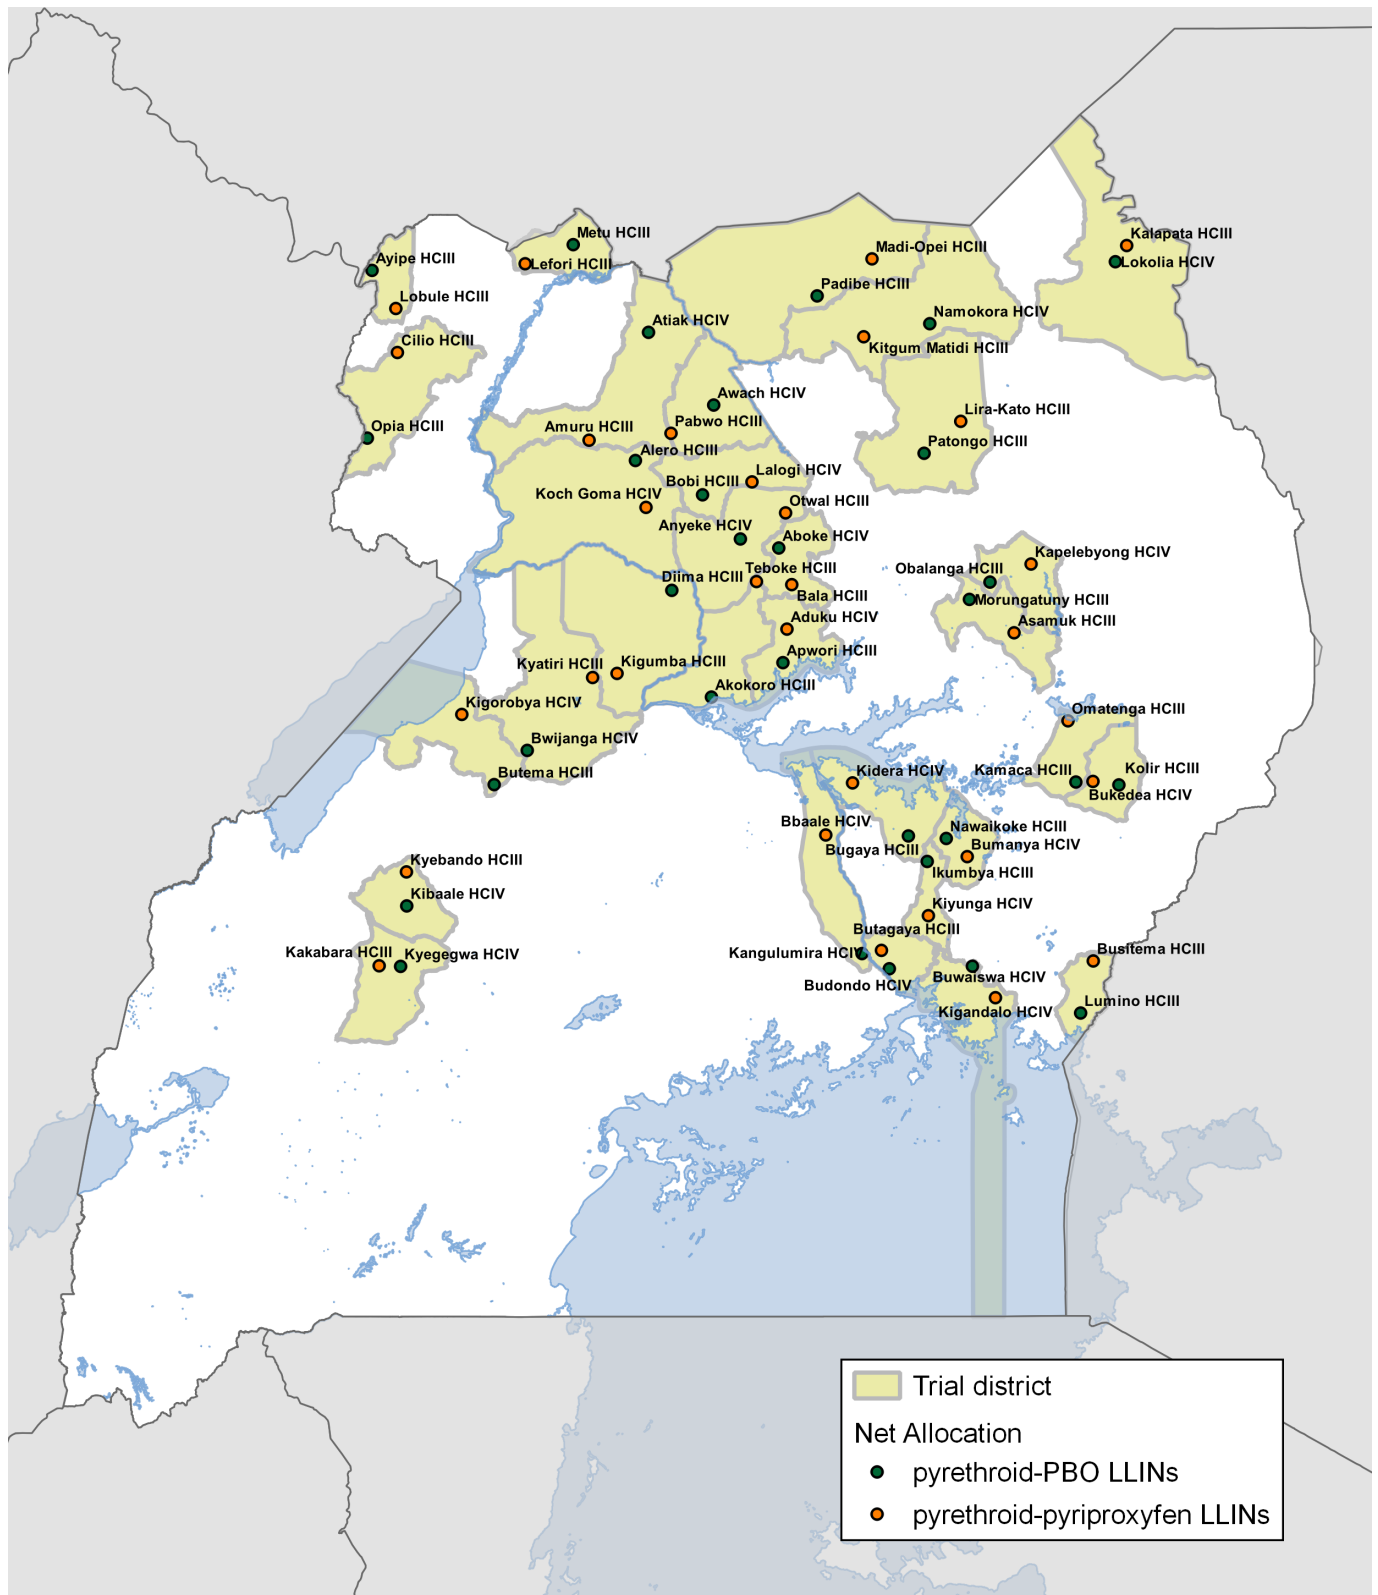 Metu HCIII
Kalapata HCIII
Madi-Opei HCIII
Ayipe HCIII
Lefori HCIII
Lokolia HCIV
Padibe HCIII
Lobule HCIII
Namokora HCIV
Atiak HCIV
Cilio HCIII
Kitgum Matidi HCIII
Awach HCIV
Lira-Kato HCIII
Pabwo HCIII
Opia HCIII
Amuru HCIII
Patongo HCIII
Alero HCIII
Lalogi HCIV
Bobi HCIII
Koch Goma HCIV
Otwal HCIII
Anyeke HCIV
Aboke HCIV
Kapelebyong HCIV
Obalanga HCIII
Teboke HCIII
Diima HCIII
Bala HCIII
Morungatuny HCIII
Aduku HCIV
Asamuk HCIII
Apwori HCIII
Kyatiri HCIII
Kigumba HCIII
Akokoro HCIII
Kigorobya HCIV
Omatenga HCIII
Bwijanga HCIV
Butema HCIII
Kidera HCIV
Kamaca HCIII
Kolir HCIII
Bukedea HCIV
Bbaale HCIV
Nawaikoke HCIII
Bugaya HCIII
Bumanya HCIV
Kyebando HCIII
Ikumbya HCIII
Kibaale HCIV
Kiyunga HCIV
Butagaya HCIII
Kakabara HCIII
Kyegegwa HCIV
Kangulumira HCIV
Busitema HCIII
Buwaiswa HCIV
Budondo HCIV
Lumino HCIII
Kigandalo HCIV
Trial district
Net Allocation
pyrethroid-PBO LLINs
pyrethroid-pyriproxyfen LLINs